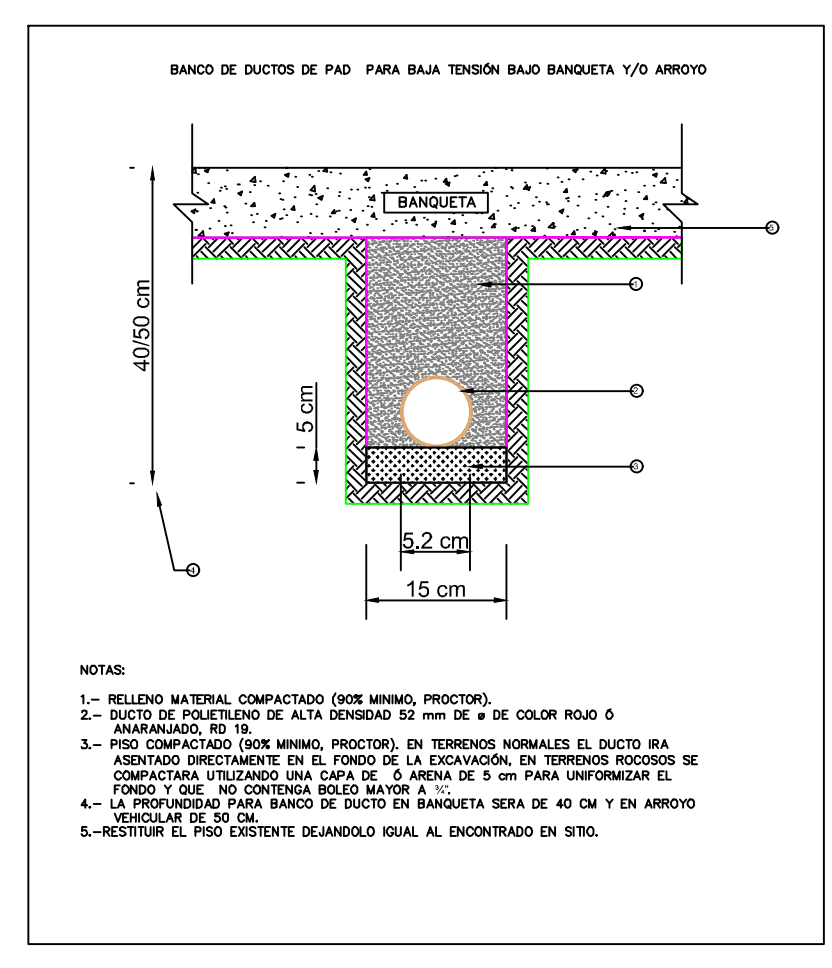 BANCO DE DUCTOS DE PAD PARA BAJA TENSIÓN BAJO BANQUETA Y/O ARROYO
BANQUETA
5
1
40/50 cm
2
5 cm
3
5.2 cm
4
15 cm
NOTAS:
1.- RELLENO MATERIAL COMPACTADO (90% MINIMO, PROCTOR).
2.- DUCTO DE POLIETILENO DE ALTA DENSIDAD 52 mm DE ø DE COLOR ROJO Ó
ANARANJADO, RD 19.
3.- PISO COMPACTADO (90% MINIMO, PROCTOR). EN TERRENOS NORMALES EL DUCTO IRA
ASENTADO DIRECTAMENTE EN EL FONDO DE LA EXCAVACIÓN, EN TERRENOS ROCOSOS SE
COMPACTARA UTILIZANDO UNA CAPA DE Ó ARENA DE 5 cm PARA UNIFORMIZAR EL
FONDO Y QUE NO CONTENGA BOLEO MAYOR A ¾".
4.- LA PROFUNDIDAD PARA BANCO DE DUCTO EN BANQUETA SERA DE 40 CM Y EN ARROYO
VEHICULAR DE 50 CM.
5.-RESTITUIR EL PISO EXISTENTE DEJANDOLO IGUAL AL ENCONTRADO EN SITIO.